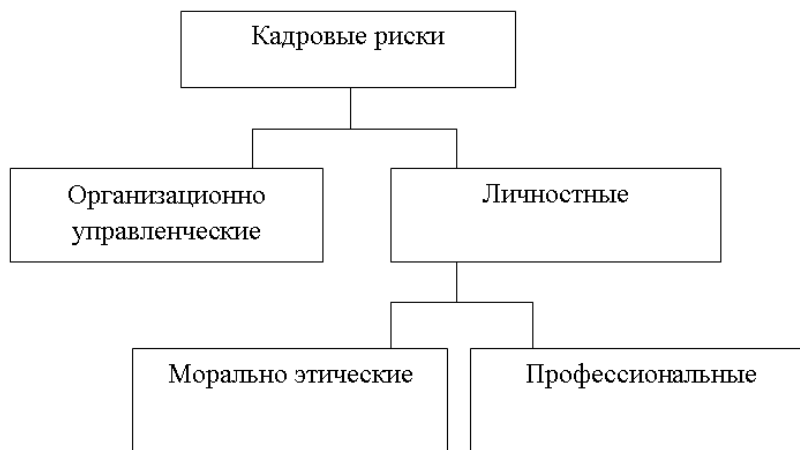 Кадровые риски
Организационно
управленческие
Личностные
Морально этические
Профессиональные